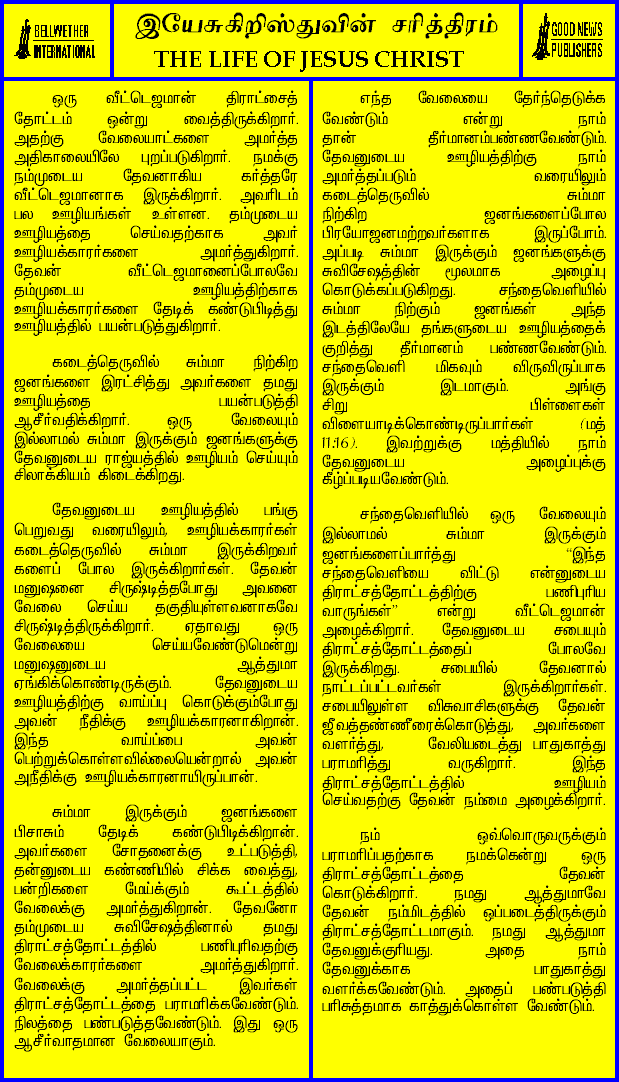 BELLWETHER
INTERNATIONAL
இயேசுகிறிஸ்துவின் சரித்திரம்
THE LIFE OF JESUS CHRIST
GOOD NEWS
PUBLISHERS
ஒரு வீட்டெஜமான் திராட்சைத்
தோட்டம் ஒன்று வைத்திருக்கிறார்.
அதற்கு வேலையாட்களை அமர்த்த
அதிகாலையிலே புறப்படுகிறார். நமக்கு
நம்முடைய தேவனாகிய கர்த்தரே
வீட்டெஜமானாக இருக்கிறார். அவரிடம்
பல ஊழியங்கள் உள்ளன. தம்முடைய
ஊழியத்தை செய்வதற்காக அவர்
ஊழியக்காரர்களை அமர்த்துகிறார்.
தேவன் வீட்டெஜமானைப்போலவே
தம்முடைய ஊழியத்திற்காக
ஊழியக்காரர்களை தேடிக் கண்டுபிடித்து
ஊழியத்தில் பயன்படுத்துகிறார்.
கடைத்தெருவில் சும்மா நிற்கிற
ஜனங்களை இரட்சித்து அவர்களை தமது
ஊழியத்தை பயன்படுத்தி
ஆசீர்வதிக்கிறார். ஒரு வேலையும்
இல்லாமல் சும்மா இருக்கும் ஜனங்களுக்கு
தேவனுடைய ராஜ்யத்தில் ஊழியம் செய்யும்
சிலாக்கியம் கிடைக்கிறது.
தேவனுடைய ஊழியத்தில் பங்கு
பெறுவது வரையிலும், ஊழியக்காரர்கள்
கடைத்தெருவில் சும்மா இருக்கிறவர்
களைப் போல இருக்கிறார்கள். தேவன்
மனுஷனை சிருஷ்டித்தபோது அவனை
வேலை செய்ய தகுதியுள்ளவனாகவே
சிருஷ்டித்திருக்கிறார். ஏதாவது ஒரு
வேலையை செய்யவேண்டுமென்று
மனுஷனுடைய ஆத்துமா
ஏங்கிக்கொண்டிருக்கும். தேவனுடைய
ஊழியத்திற்கு வாய்ப்பு கொடுக்கும்போது
அவன் நீதிக்கு ஊழியக்காரனாகிறான்.
இந்த வாய்ப்பை அவன்
பெற்றுக்கொள்ளவில்லையென்றால் அவன்
அநீதிக்கு ஊழியக்காரனாயிருப்பான்.
சும்மா இருக்கும் ஜனங்களை
பிசாசும் தேடிக் கண்டுபிடிக்கிறான்.
அவர்களை சோதனைக்கு உட்படுத்தி,
தன்னுடைய கண்ணியில் சிக்க வைத்து,
பன்றிகளை மேய்க்கும் கூட்டத்தில்
வேலைக்கு அமர்த்துகிறான். தேவனோ
தம்முடைய சுவிசேஷத்தினால் தமது
திராட்சத்தோட்டத்தில் பணிபுரிவதற்கு
வேலைக்காரர்களை அமர்த்துகிறார்.
வேலைக்கு அமர்த்தப்பட்ட இவர்கள்
திராட்சத்தோட்டத்தை பராமரிக்கவேண்டும்.
நிலத்தை பண்படுத்தவேண்டும். இது ஒரு
ஆசீர்வாதமான வேலையாகும்.
எந்த வேலையை தேர்ந்தெடுக்க
வேண்டும் என்று நாம்
தான் தீர்மானம்பண்ணவேண்டும்.
தேவனுடைய ஊழியத்திற்கு நாம்
அமர்த்தப்படும் வரையிலும்
கடைத்தெருவில் சும்மா
நிற்கிற ஜனங்களைப்போல
பிரயோஜனமற்றவர்களாக இருப்போம்.
அப்படி சும்மா இருக்கும் ஜனங்களுக்கு
சுவிசேஷத்தின் மூலமாக அழைப்பு
கொடுக்கப்படுகிறது. சந்தைவெளியில்
சும்மா நிற்கும் ஜனங்கள் அந்த
இடத்திலேயே தங்களுடைய ஊழியத்தைக்
குறித்து தீர்மானம் பண்ணவேண்டும்.
சந்தைவெளி மிகவும் விருவிருப்பாக
இருக்கும் இடமாகும். அங்கு
சிறு பிள்ளைகள்
விளையாடிக்கொண்டிருப்பார்கள் (மத்
11:16). இவற்றுக்கு மத்தியில் நாம்
தேவனுடைய அழைப்புக்கு
கீழ்ப்படியவேண்டும்.
சந்தைவெளியில் ஒரு வேலையும்
இல்லாமல் சும்மா இருக்கும்
ஜனங்களைப்பார்த்து “இந்த
சந்தைவெளியை விட்டு என்னுடைய
திராட்சத்தோட்டத்திற்கு பணிபுரிய
வாருங்கள்” என்று வீட்டெஜமான்
அழைக்கிறார். தேவனுடைய சபையும்
திராட்சத்தோட்டத்தைப் போலவே
இருக்கிறது. சபையில் தேவனால்
நாட்டப்பட்டவர்கள் இருக்கிறார்கள்.
சபையிலுள்ள விசுவாசிகளுக்கு தேவன்
ஜீவத்தண்ணீரைக்கொடுத்து, அவர்களை
வளர்த்து, வேலியடைத்து பாதுகாத்து
பராமரித்து வருகிறார். இந்த
திராட்சத்தோட்டத்தில் ஊழியம்
செய்வதற்கு தேவன் நம்மை அழைக்கிறார்.
நம் ஒவ்வொருவருக்கும்
பராமரிப்பதற்காக நமக்கென்று ஒரு
திராட்சத்தோட்டத்தை தேவன்
கொடுக்கிறார். நமது ஆத்துமாவே
தேவன் நம்மிடத்தில் ஒப்படைத்திருக்கும்
திராட்சத்தோட்டமாகும். நமது ஆத்துமா
தேவனுக்குரியது. அதை நாம்
தேவனுக்காக பாதுகாத்து
வளர்க்கவேண்டும். அதைப் பண்படுத்தி
பரிசுத்தமாக காத்துக்கொள்ள வேண்டும்.